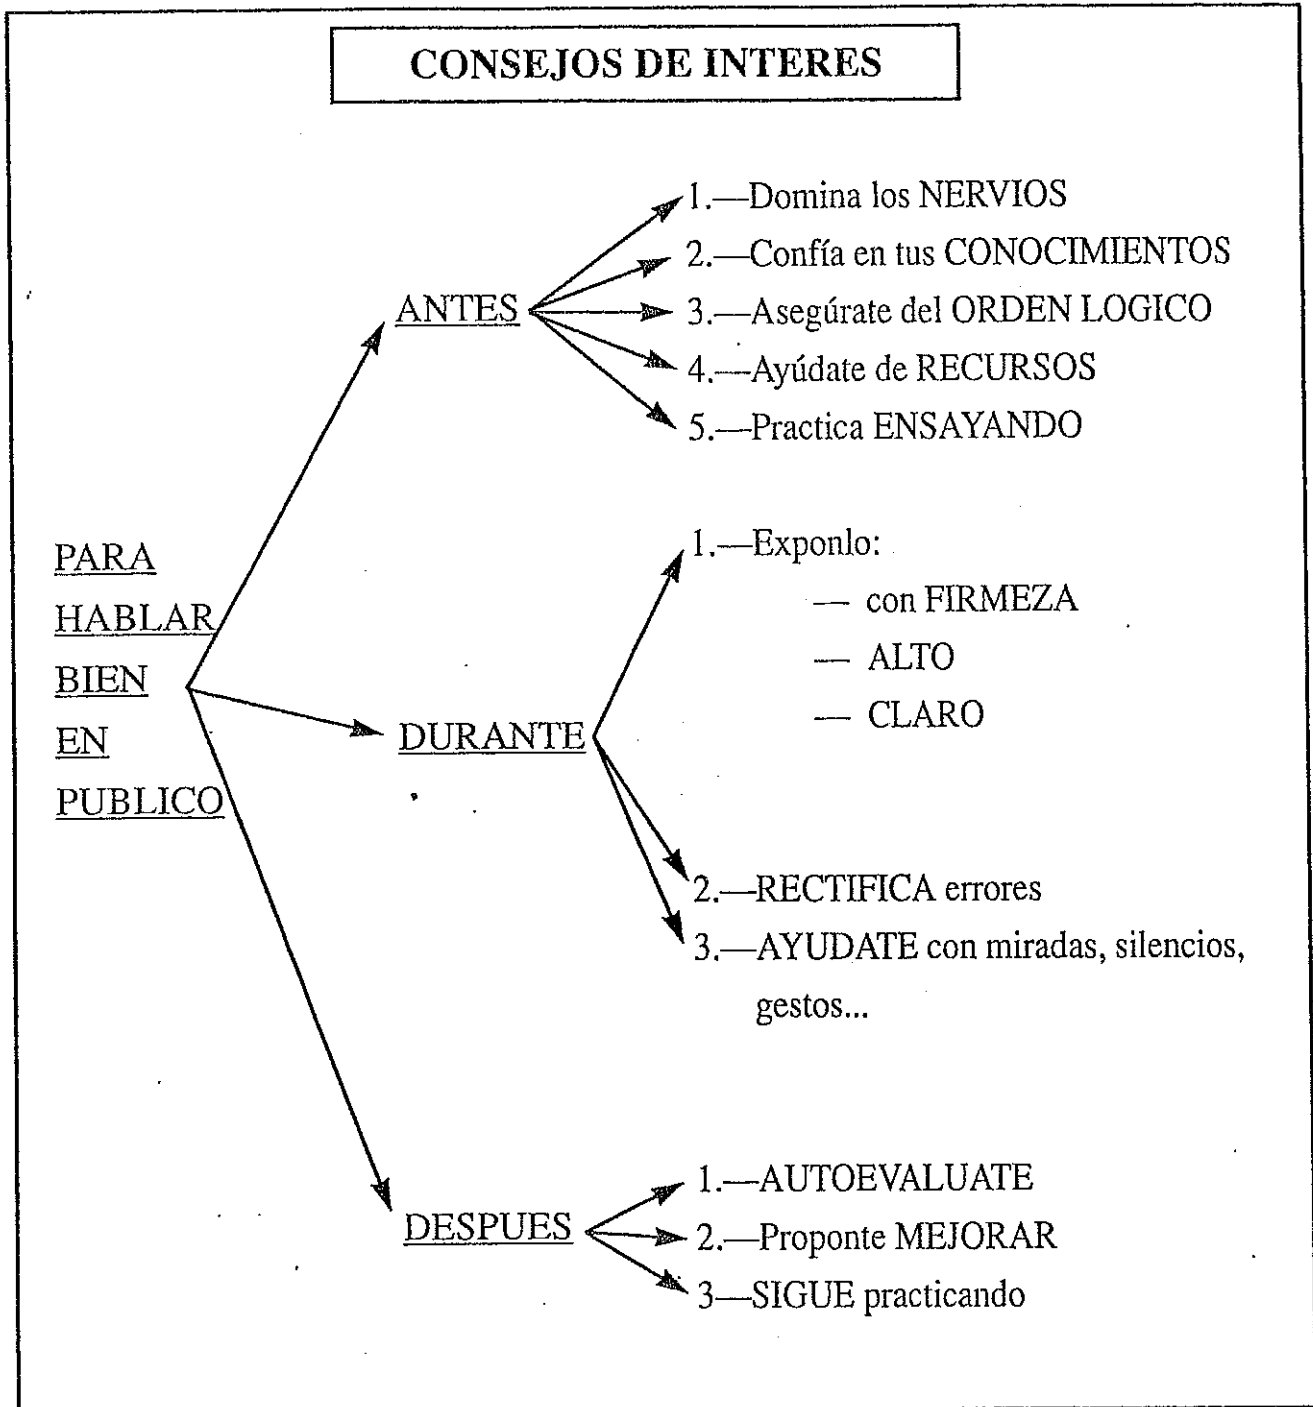 CONSEJOS DE INTERES
PARA
HABLAR
BIEN
EN
PUBLICO
ANTES
1.—Domina los NERVIOS
2.—Confía en tus CONOCIMIENTOS
3.—Asegúrate del ORDEN LOGICO
4.—Ayúdate de RECURSOS
5.—Practica ENSAYANDO
DURANTE
1.—Exponlo:
— con FIRMEZA
— ALTO
— CLARO
2.—RECTIFICA errores
3.—AYUDATE con miradas, silencios,
gestos...
DESPUES
1.—AUTOEVALUATE
2.—Proponte MEJORAR
3—SIGUE practicando